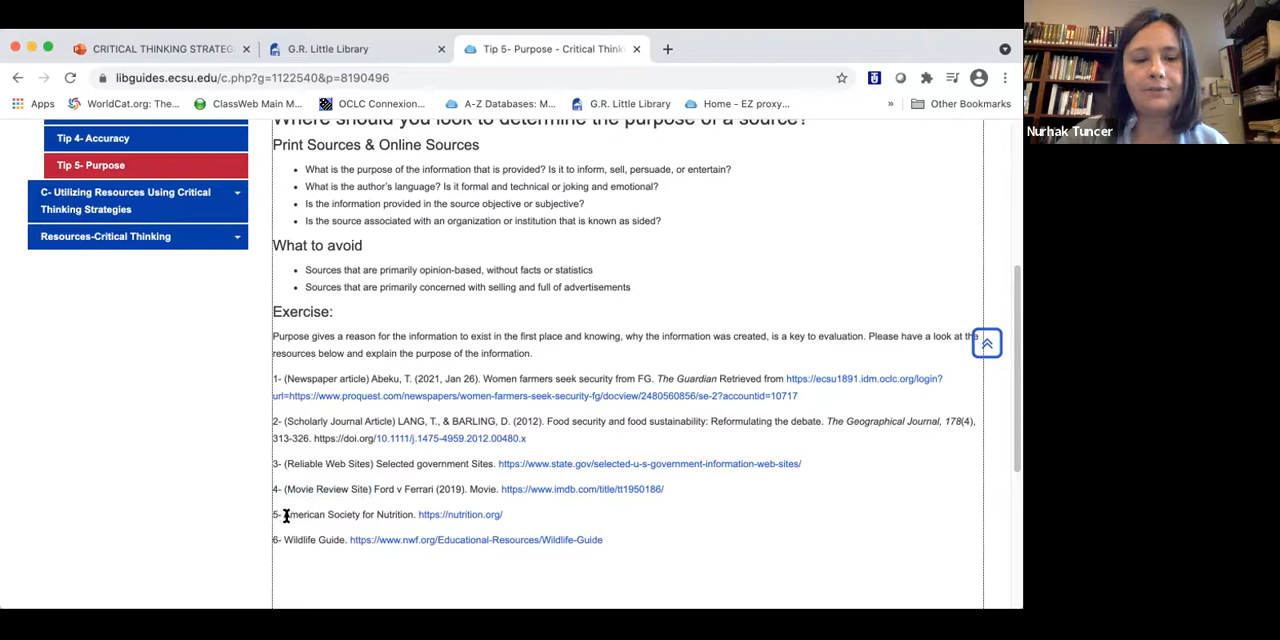 CRITICAL THINKING STRATEG
G.R. Little Library
Tip 5- Purpose - Critical Think
libguides.ecsu.edu/c.php?g=1122540&p=8190496
Apps
WorldCat.org: The...
ClassWeb Main M...
OCLC Connexion...
A-Z Databases: M...
G.R. Little Library
Home - EZ proxy...
»
Other Bookmarks
Nurhak Tuncer
Tip 4- Accuracy
Tip 5- Purpose
C- Utilizing Resources Using Critical
Thinking Strategies
Resources-Critical Thinking
Where should you look to determine the purpose of a source?
Print Sources & Online Sources
• What is the purpose of the information that is provided? Is it to inform, sell, persuade, or entertain?
• What is the author's language? Is it formal and technical or joking and emotional?
• Is the information provided in the source objective or subjective?
• Is the source associated with an organization or institution that is known as sided?
What to avoid
• Sources that are primarily opinion-based, without facts or statistics
• Sources that are primarily concerned with selling and full of advertisements
Exercise:
Purpose gives a reason for the information to exist in the first place and knowing, why the information was created, is a key to evaluation. Please have a look at the
resources below and explain the purpose of the information.
1- (Newspaper article) Abeku, T. (2021, Jan 26). Women farmers seek security from FG. The Guardian Retrieved from https://ecsu1891.idm.oclc.org/login?
url=https://www.proquest.com/newspapers/women-farmers-seek-security-fg/docview/2480560856/se-2?accountid=10717
2- (Scholarly Journal Article) LANG, T., & BARLING, D. (2012). Food security and food sustainability: Reformulating the debate. The Geographical Journal, 178(4),
313-326. https://doi.org/10.1111/j.1475-4959.2012.00480.x
3- (Reliable Web Sites) Selected government Sites. https://www.state.gov/selected-u-s-government-information-web-sites/
4- (Movie Review Site) Ford v Ferrari (2019). Movie. https://www.imdb.com/title/tt1950186/
5- American Society for Nutrition. https://nutrition.org/
6- Wildlife Guide. https://www.nwf.org/Educational-Resources/Wildlife-Guide